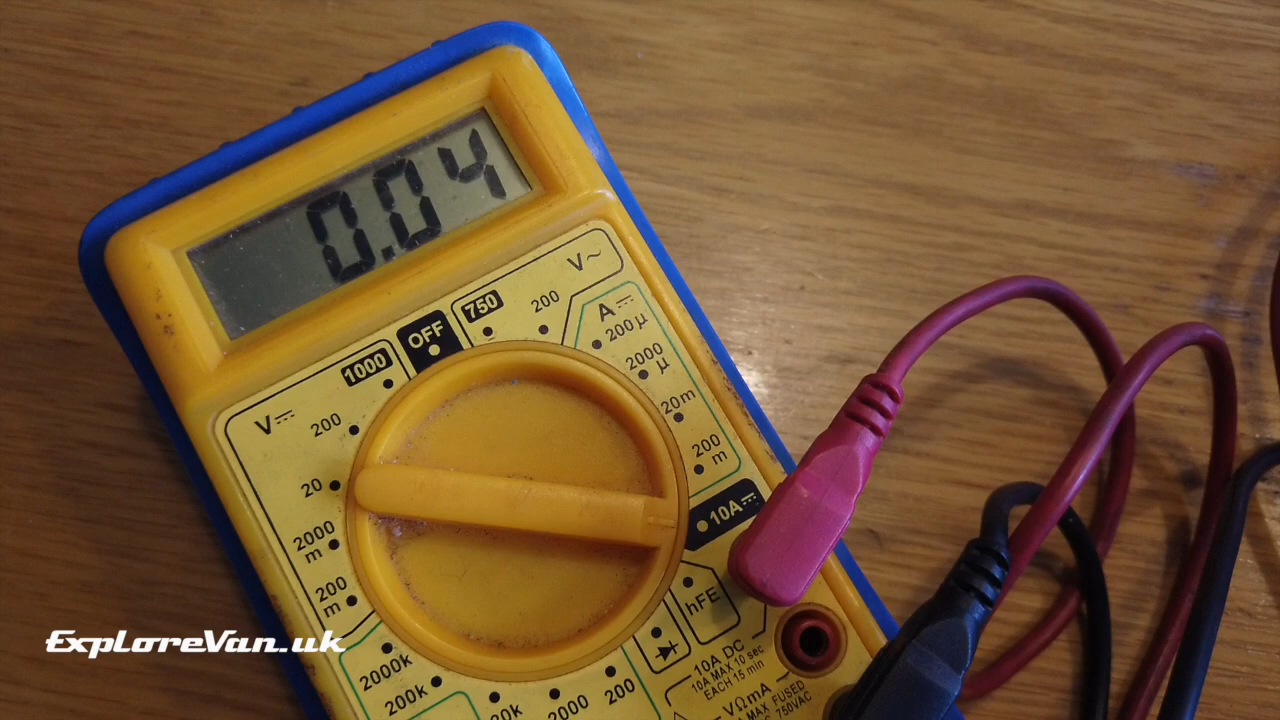 0.04
V~
750
200
OFF
A⎓
200µ
2000
µ
20m
200
m
10A⎓
1000
V⎓
200
20
2000
m
200
m
hFE
2000k
200k
2000
200
10A DC
10A MAX 10 sec
EACH 15 min
VΩmA
MAX FUSED
750VAC
ExploreVan.uk